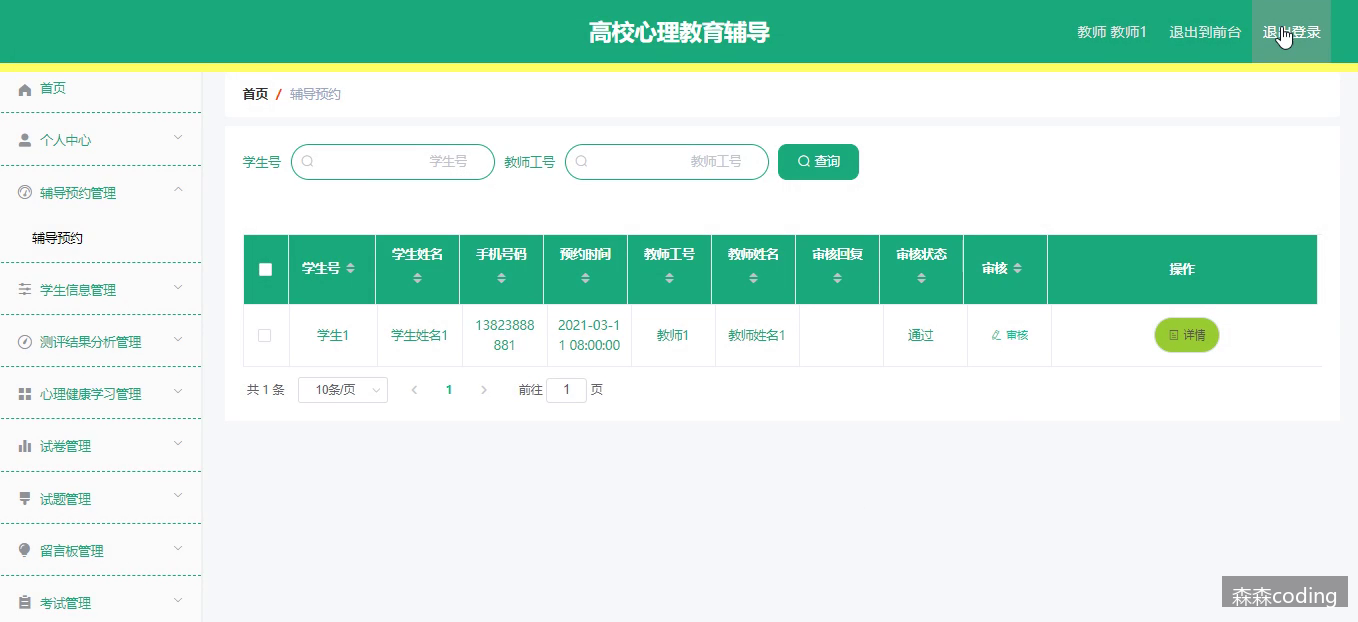 高校心理教育辅导
教师 教师1 退出到前台 退出登录
首页
个人中心
辅导预约管理
辅导预约
学生信息管理
测评结果分析管理
心理健康学习管理
试卷管理
试题管理
留言板管理
考试管理
首页 / 辅导预约
学生号 学生号 教师工号 教师工号 查询
学生号 学生姓名 手机号码 预约时间 教师工号 教师姓名 审核回复 审核状态 审核 操作
学生1 学生姓名1 13823888 2021-03-1 教师1 教师姓名1 通过 审核 详情
881 1 08:00:00
共 1 条 10条/页 1 前往 1 页
森森coding